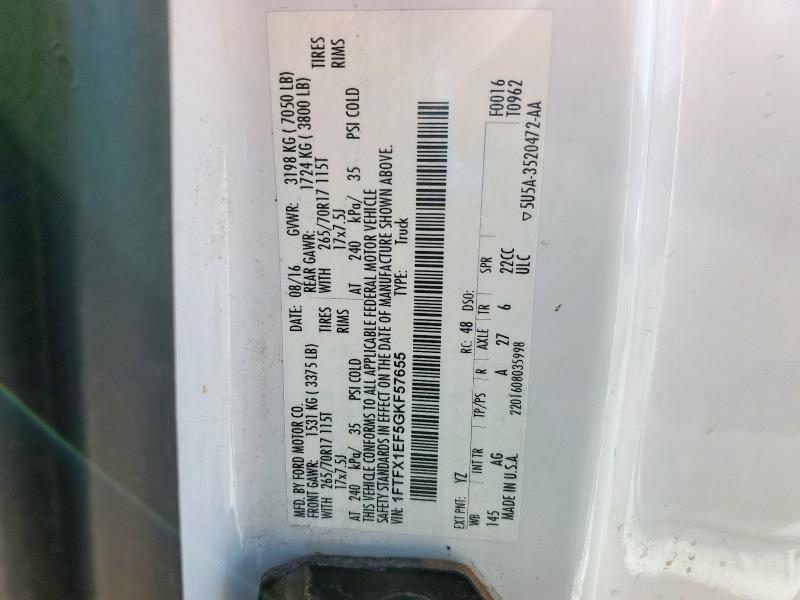 MFD. BY FORD MOTOR CO. DATE: 08/16 GVWR: 3198 KG ( 7050 LB)
FRONT GAWR: 1531 KG ( 3375 LB) REAR GAWR: 1724 KG ( 3800 LB)
WITH 265/70R17 115T TIRES WITH 265/70R17 115T TIRES
17x7.5J RIMS 17x7.5J RIMS
AT 240 kPa/ 35 PSI COLD AT 240 kPa/ 35 PSI COLD
THIS VEHICLE CONFORMS TO ALL APPLICABLE FEDERAL MOTOR VEHICLE
SAFETY STANDARDS IN EFFECT ON THE DATE OF MANUFACTURE SHOWN ABOVE.
VIN: 1FTFX1EF5GKF57655 TYPE: Truck
EXT PNT: YZ RC: 48 DSO: F0016
T0962
WB INT TR TP/PS R AXLE TR SPR
145 AG A 27 6 22CC
MADE IN U.S.A. 2201608035998 ULC ▽5U5A-3520472-AA